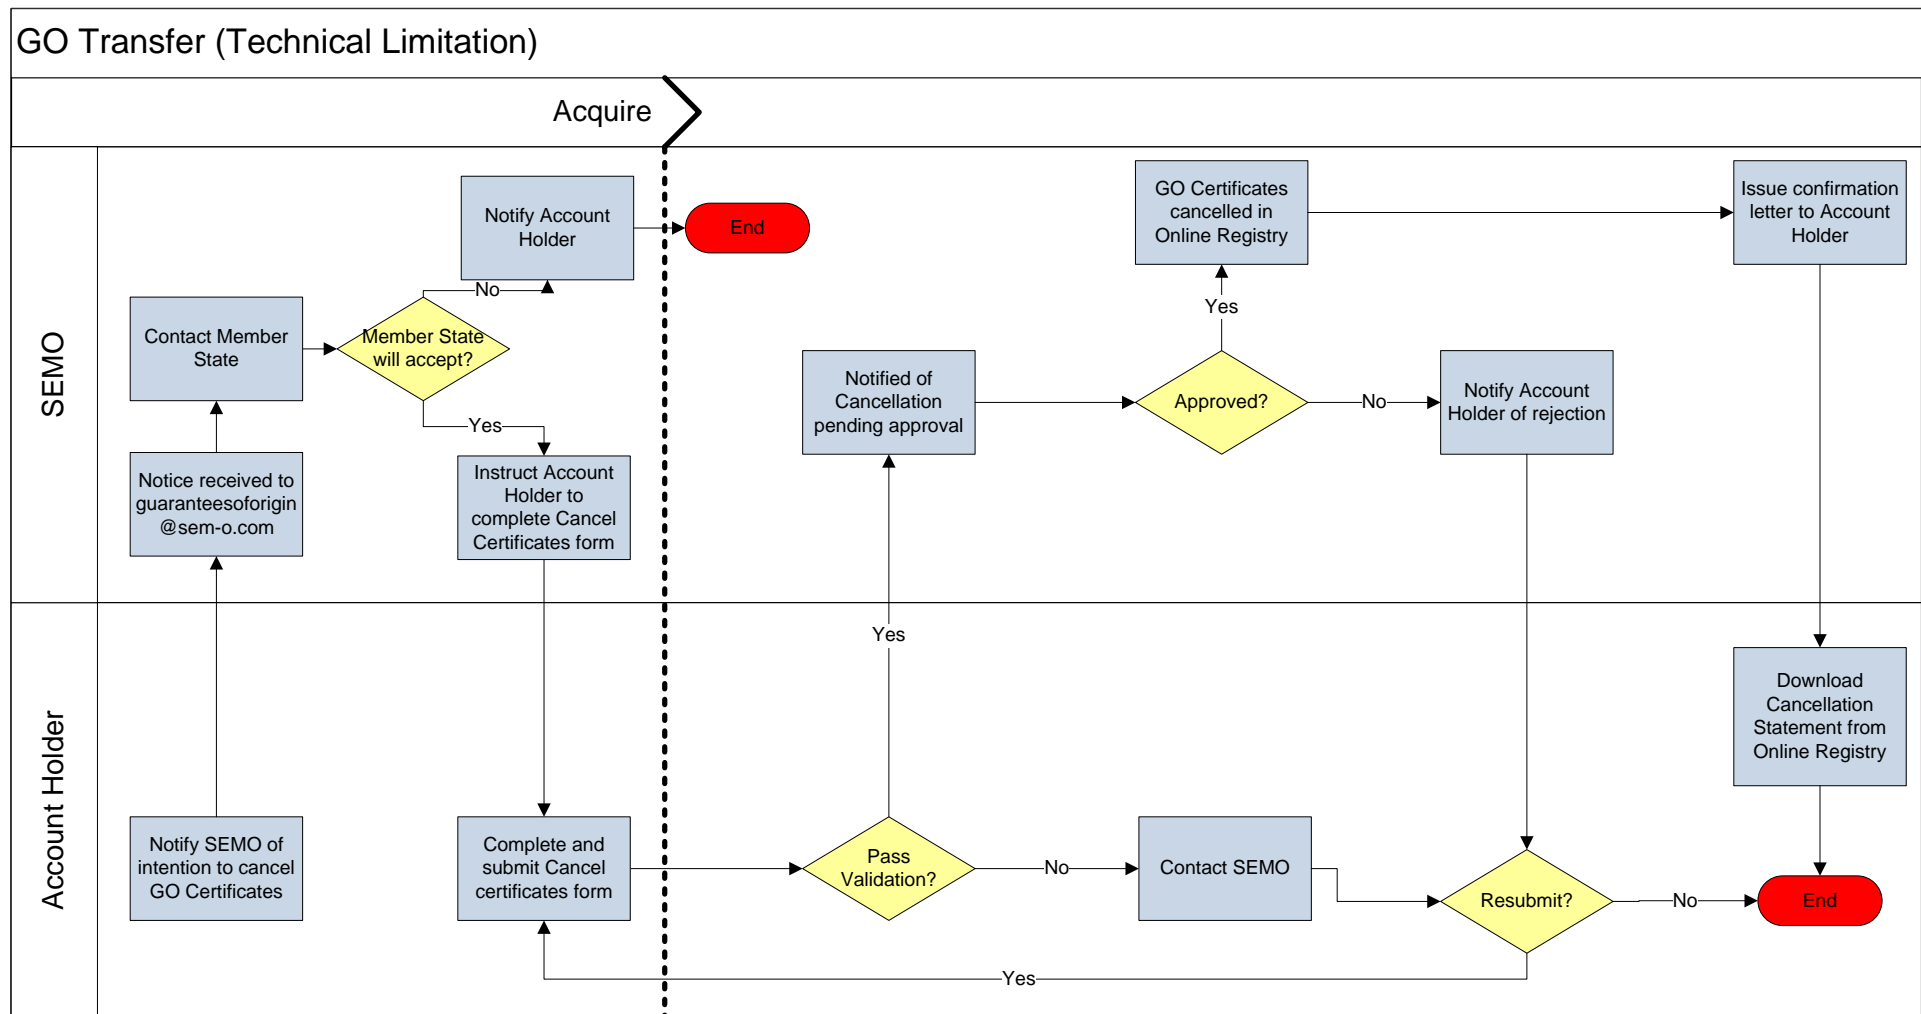 GO Transfer (Technical Limitation)
Acquire
SEMO
Notify Account
Holder
End
Contact Member
State
No
Member State
will accept?
Yes
Notice received to
guaranteesoforigin
@sem-o.com
Instruct Account
Holder to
complete Cancel
Certificates form
GO Certificates
cancelled in
Online Registry
Issue confirmation
letter to Account
Holder
Yes
Notified of
Cancellation
pending approval
Approved?
No
Notify Account
Holder of rejection
Account Holder
Notify SEMO of
intention to cancel
GO Certificates
Complete and
submit Cancel
certificates form
Yes
Pass
Validation?
No
Contact SEMO
Resubmit?
No
Download
Cancellation
Statement from
Online Registry
End
Yes